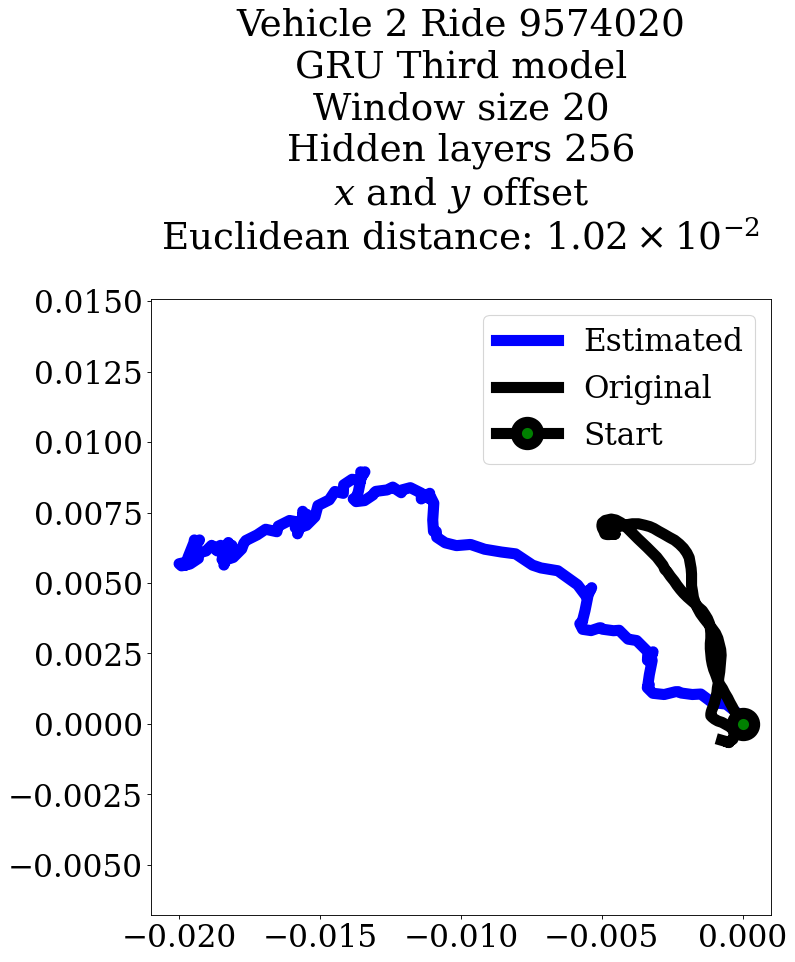 Vehicle 2 Ride 9574020
GRU Third model
Window size 20
Hidden layers 256
x and y offset
Euclidean distance: 1.02 × 10⁻²
Estimated
Original
Start
0.0150
0.0125
0.0100
0.0075
0.0050
0.0025
0.0000
−0.0025
−0.0050
−0.020 −0.015 −0.010 −0.005 0.000